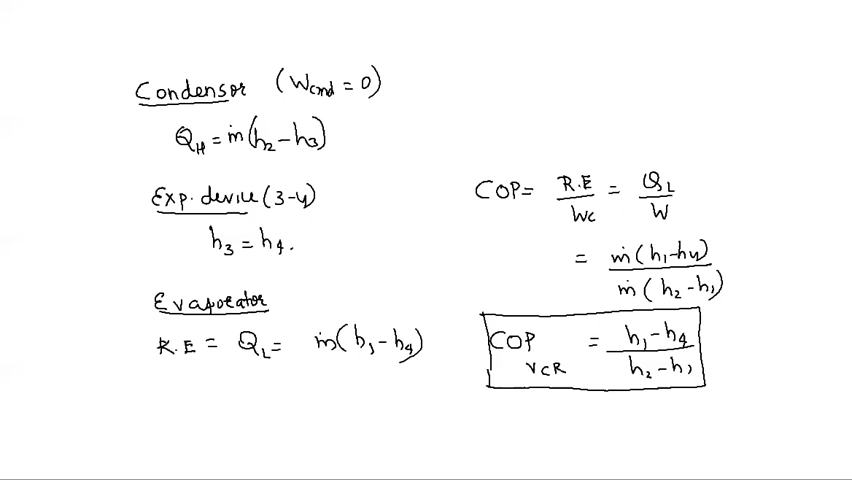 Condensor (Wcmd = 0)
QH = ṁ(h2 - h3)
Exp. device (3-4)
h3 = h4.
Evaporator
R.E = QL = ṁ(h1 - h4)
COP = R.E / Wc = QL / W
= ṁ(h1 - h4) / ṁ(h2 - h1)
COP VCR = h1 - h4 / h2 - h1